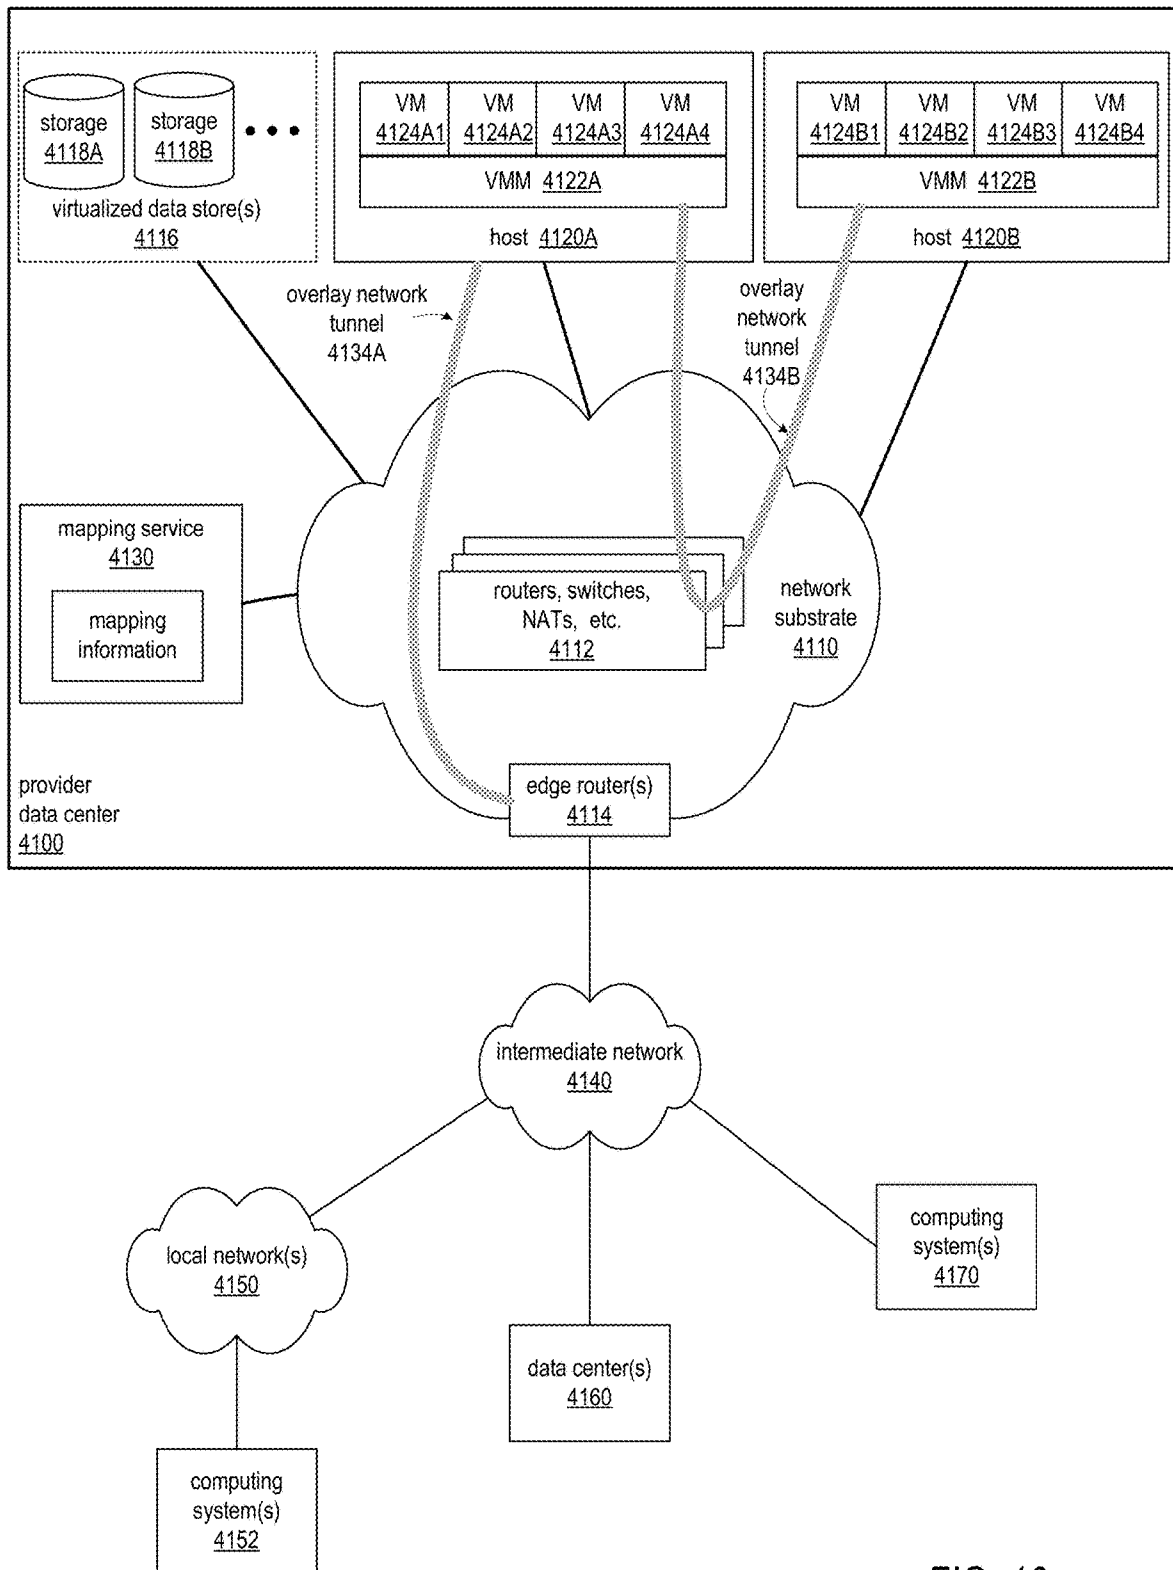 storage
4118A
storage
4118B
virtualized data store(s)
4116
VM
4124A1
VM
4124A2
VM
4124A3
VM
4124A4
VMM 4122A
host 4120A
VM
4124B1
VM
4124B2
VM
4124B3
VM
4124B4
VMM 4122B
host 4120B
overlay network
tunnel
4134A
overlay
network
tunnel
4134B
mapping service
4130
mapping
information
routers, switches,
NATs, etc.
4112
network
substrate
4110
edge router(s)
4114
provider
data center
4100
intermediate network
4140
local network(s)
4150
computing
system(s)
4170
data center(s)
4160
computing
system(s)
4152